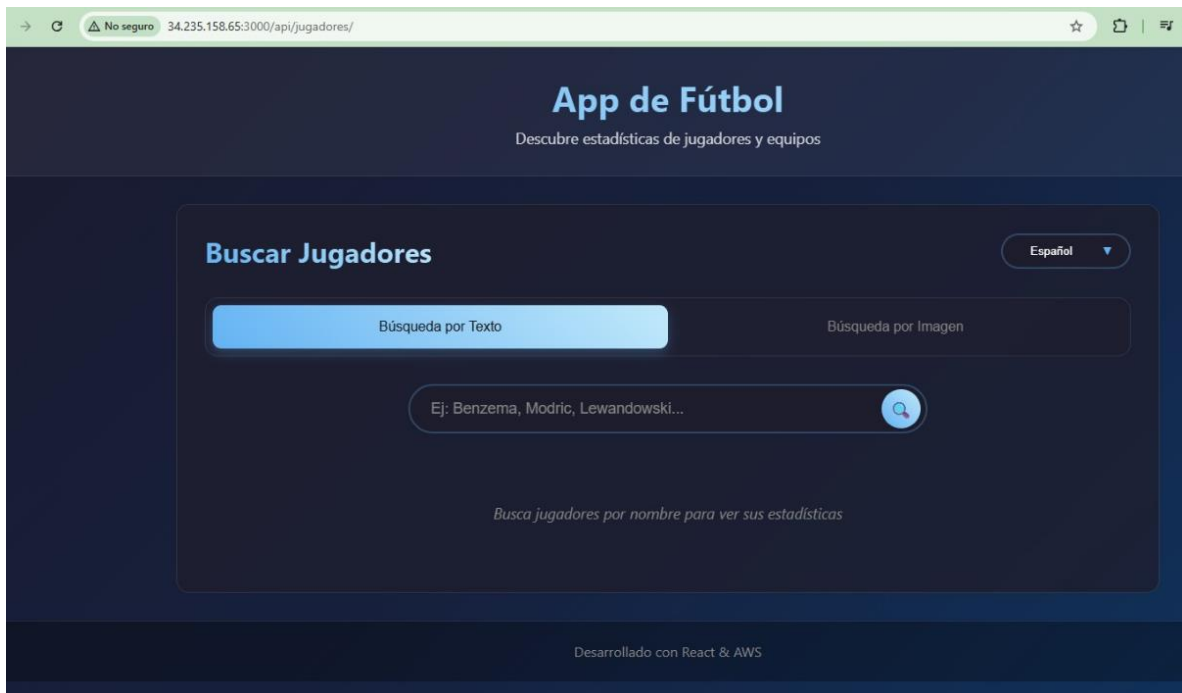 No seguro 34.235.158.65:3000/api/jugadores/
App de Fútbol
Descubre estadísticas de jugadores y equipos
Buscar Jugadores
Español
Búsqueda por Texto
Búsqueda por Imagen
Ej: Benzema, Modric, Lewandowski...
Busca jugadores por nombre para ver sus estadísticas
Desarrollado con React & AWS